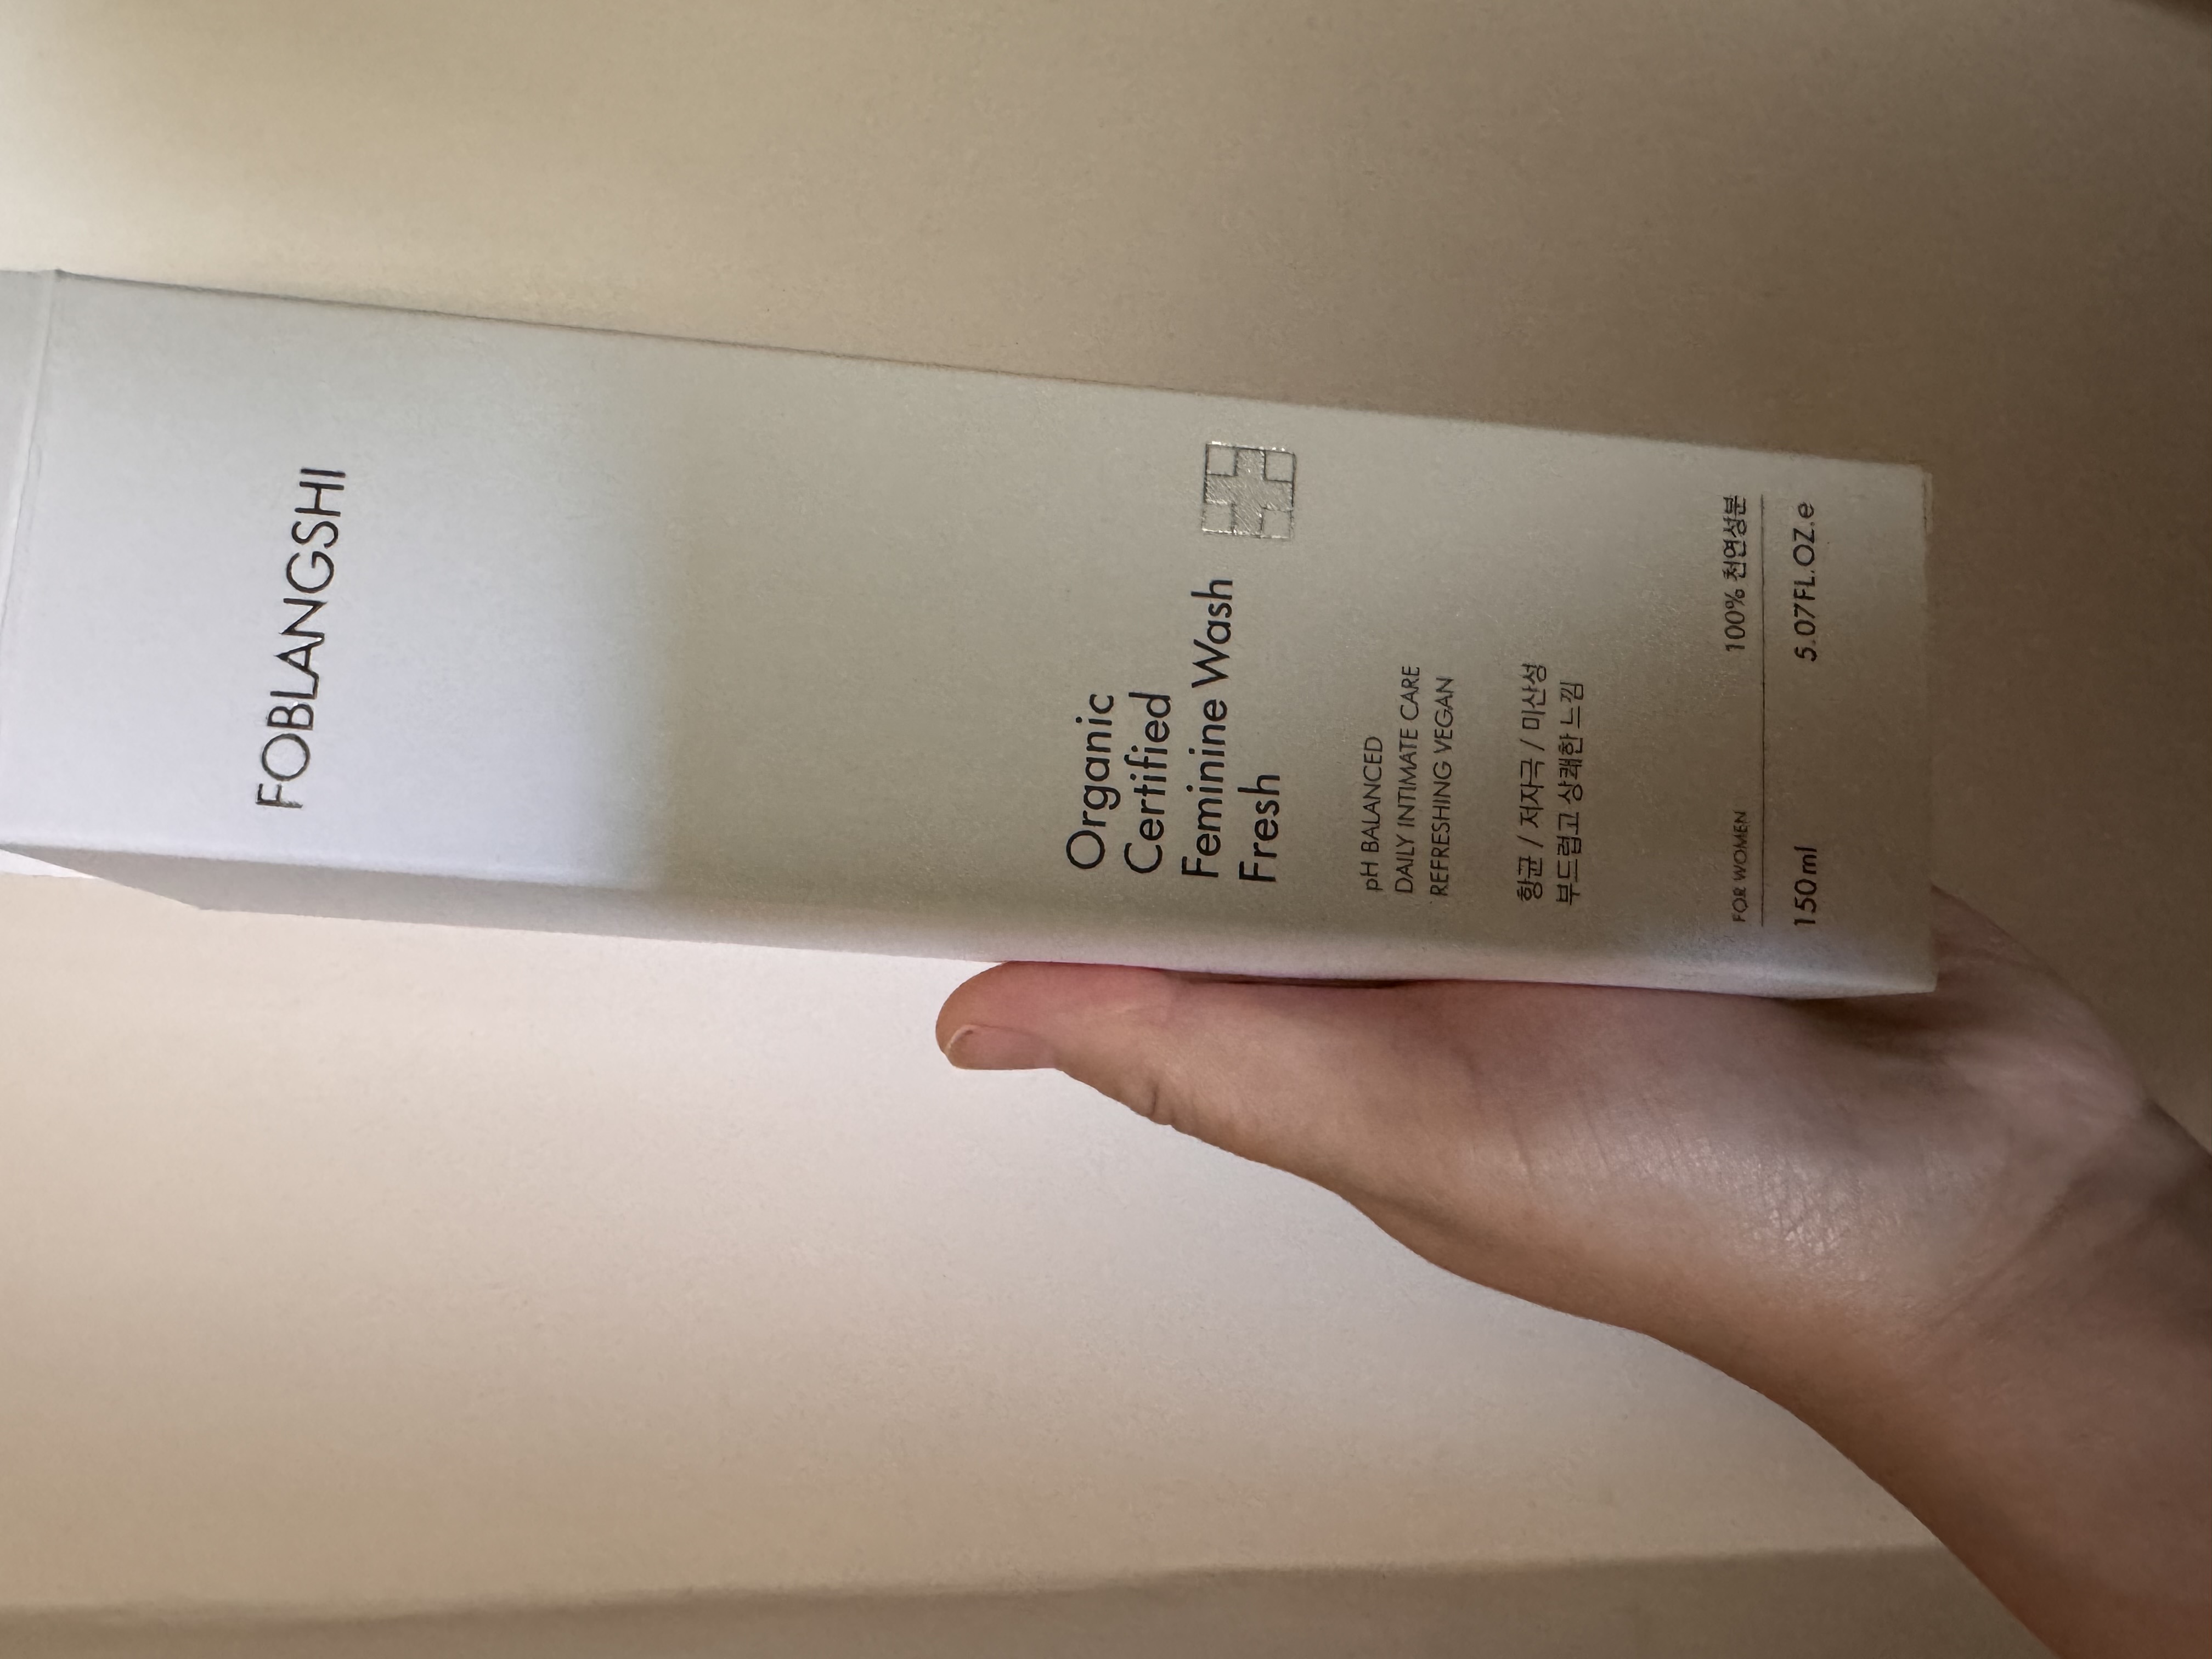 FOBLANGSHI
Organic
Certified
Feminine Wash
Fresh
pH BALANCED
DAILY INTIMATE CARE
REFRESHING VEGAN
항균 / 저자극 / 미산성
부드럽고 상쾌한 느낌
FOR WOMEN 100% 천연성분
150ml 5.07FL.OZ.e